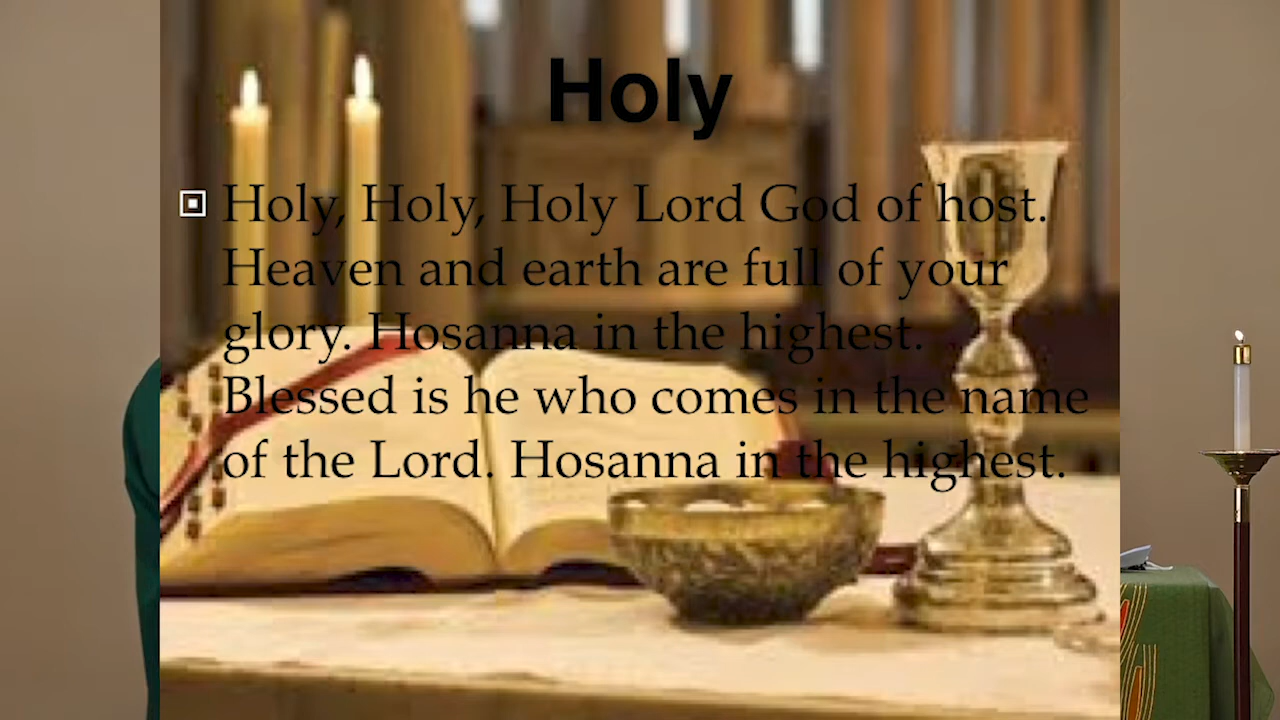 Holy
Holy, Holy, Holy Lord God of host.
Heaven and earth are full of your
glory. Hosanna in the highest.
Blessed is he who comes in the name
of the Lord. Hosanna in the highest.